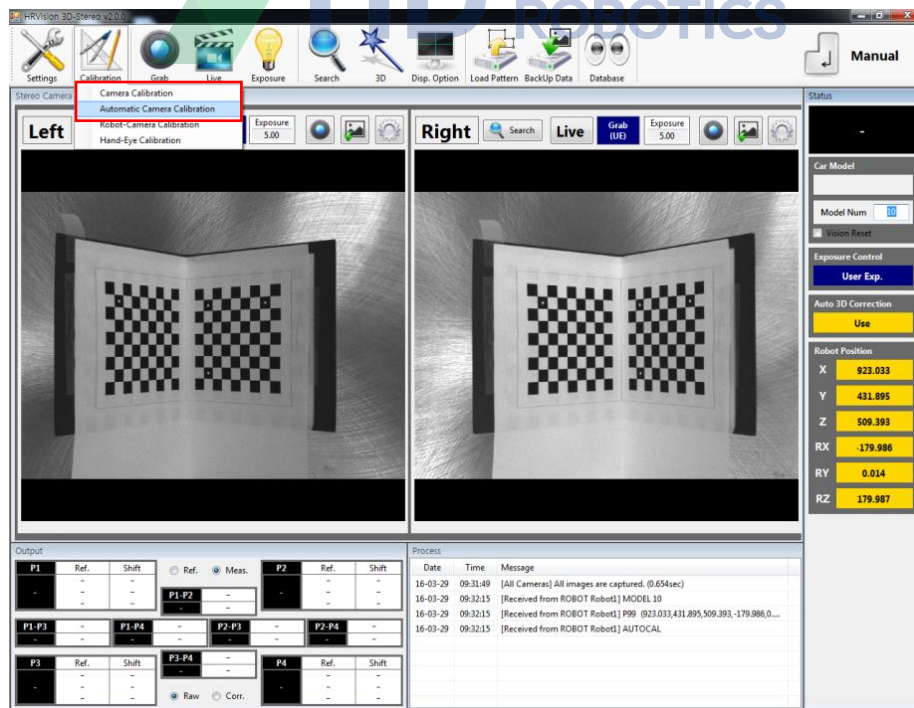 HRVision 3D-Stereo v2.0.0
HD ROBOTICS
Settings Calibration Grab Live Exposure Search 3D Disp. Option Load Pattern BackUp Data Database Manual
Camera Calibration
Automatic Camera Calibration
Robot-Camera Calibration
Hand-Eye Calibration
Stereo Camera
Left Exposure 5.00
Right Search Live Grab (UE) Exposure 5.00
Status
-
Car Model
Model Num 10
Vision Reset
Exposure Control
User Exp.
Auto 3D Correction
Use
Robot Position
X 923.033
Y 431.895
Z 509.393
RX -179.986
RY 0.014
RZ 179.987
Output
P1 Ref. Shift Ref. Meas. P2 Ref. Shift
- - - - - -
- - - P1-P2 - - - -
- - - - - -
P1-P3 - P1-P4 - P2-P3 - P2-P4 -
- - - - - - - -
P3 Ref. Shift P3-P4 - P4 Ref. Shift
- - - - - -
- - - - - -
- - Raw Corr. - -
Process
Date Time Message
16-03-29 09:31:49 [All Cameras] All images are captured. (0.654sec)
16-03-29 09:32:15 [Received from ROBOT Robot1] MODEL 10
16-03-29 09:32:15 [Received from ROBOT Robot1] P99 (923.033,431.895,509.393,-179.986,0....
16-03-29 09:32:15 [Received from ROBOT Robot1] AUTOCAL